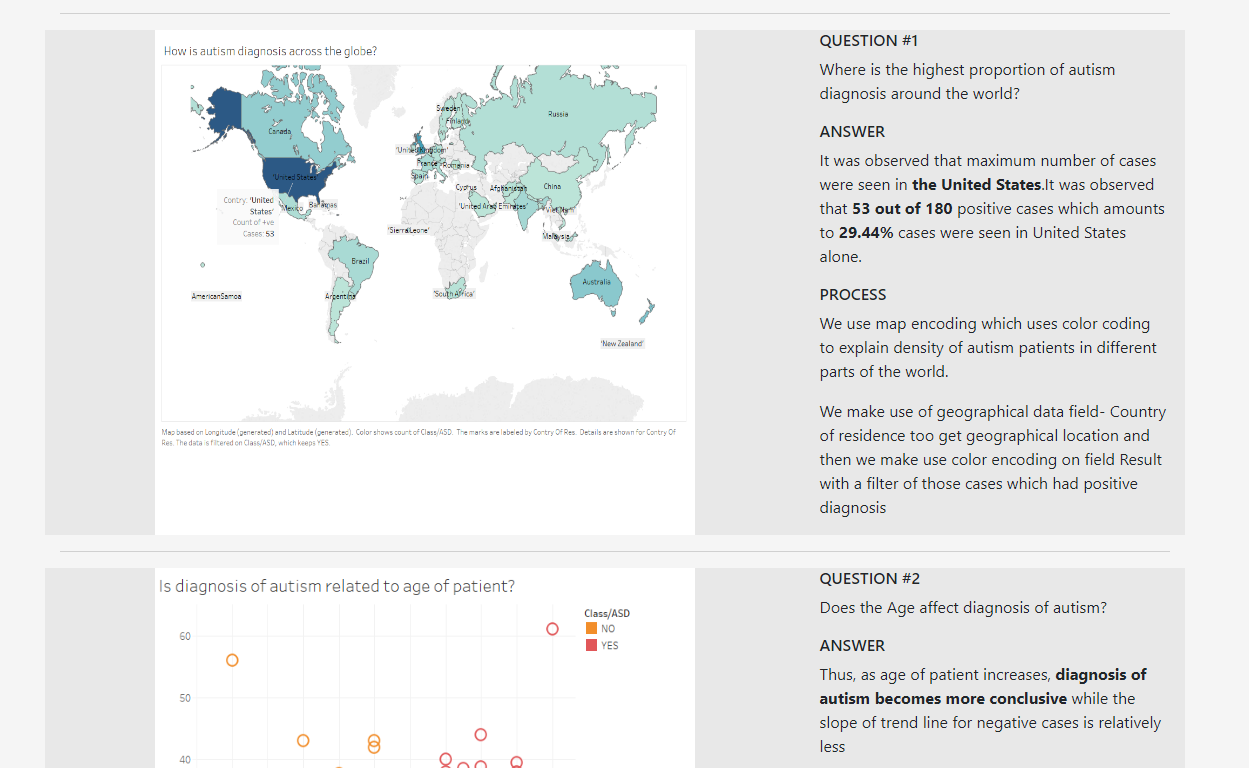 How is autism diagnosis across the globe?
Canada
Sweden
Finland
Russia
'United Kingdom'
France
Romania
Spain
'United States'
Cyprus
Afghanistan
China
Contry: 'United
States'
Count of +ve
Cases: 53
Mexico
Bahamas
'United Arab Emirates'
'Viet Nam'
'SierraLeone'
Malaysia
Brazil
Australia
AmericanSamoa
Argentina
'South Africa'
'New Zealand'
Map based on Longitude (generated) and Latitude (generated). Color shows count of Class/ASD. The marks are labeled by Contry Of Res. Details are shown for Contry Of
Res. The data is filtered on Class/ASD, which keeps YES.
QUESTION #1
Where is the highest proportion of autism
diagnosis around the world?
ANSWER
It was observed that maximum number of cases
were seen in the United States.It was observed
that 53 out of 180 positive cases which amounts
to 29.44% cases were seen in United States
alone.
PROCESS
We use map encoding which uses color coding
to explain density of autism patients in different
parts of the world.
We make use of geographical data field- Country
of residence too get geographical location and
then we make use color encoding on field Result
with a filter of those cases which had positive
diagnosis
Is diagnosis of autism related to age of patient?
Class/ASD
NO
YES
60
50
40
QUESTION #2
Does the Age affect diagnosis of autism?
ANSWER
Thus, as age of patient increases, diagnosis of
autism becomes more conclusive while the
slope of trend line for negative cases is relatively
less